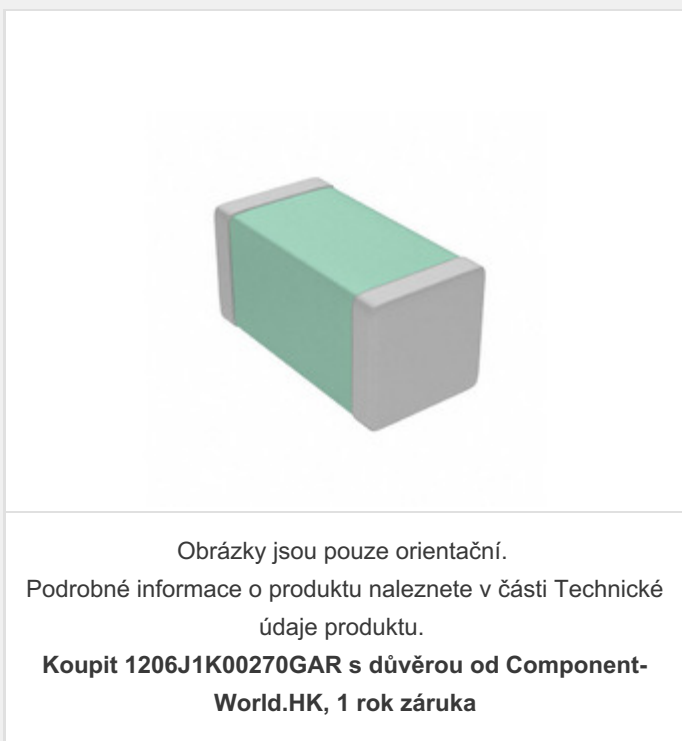 Obrázky jsou pouze orientační.
Podrobné informace o produktu naleznete v části Technické
údaje produktu.
Koupit 1206J1K00270GAR s důvěrou od Component-
World.HK, 1 rok záruka